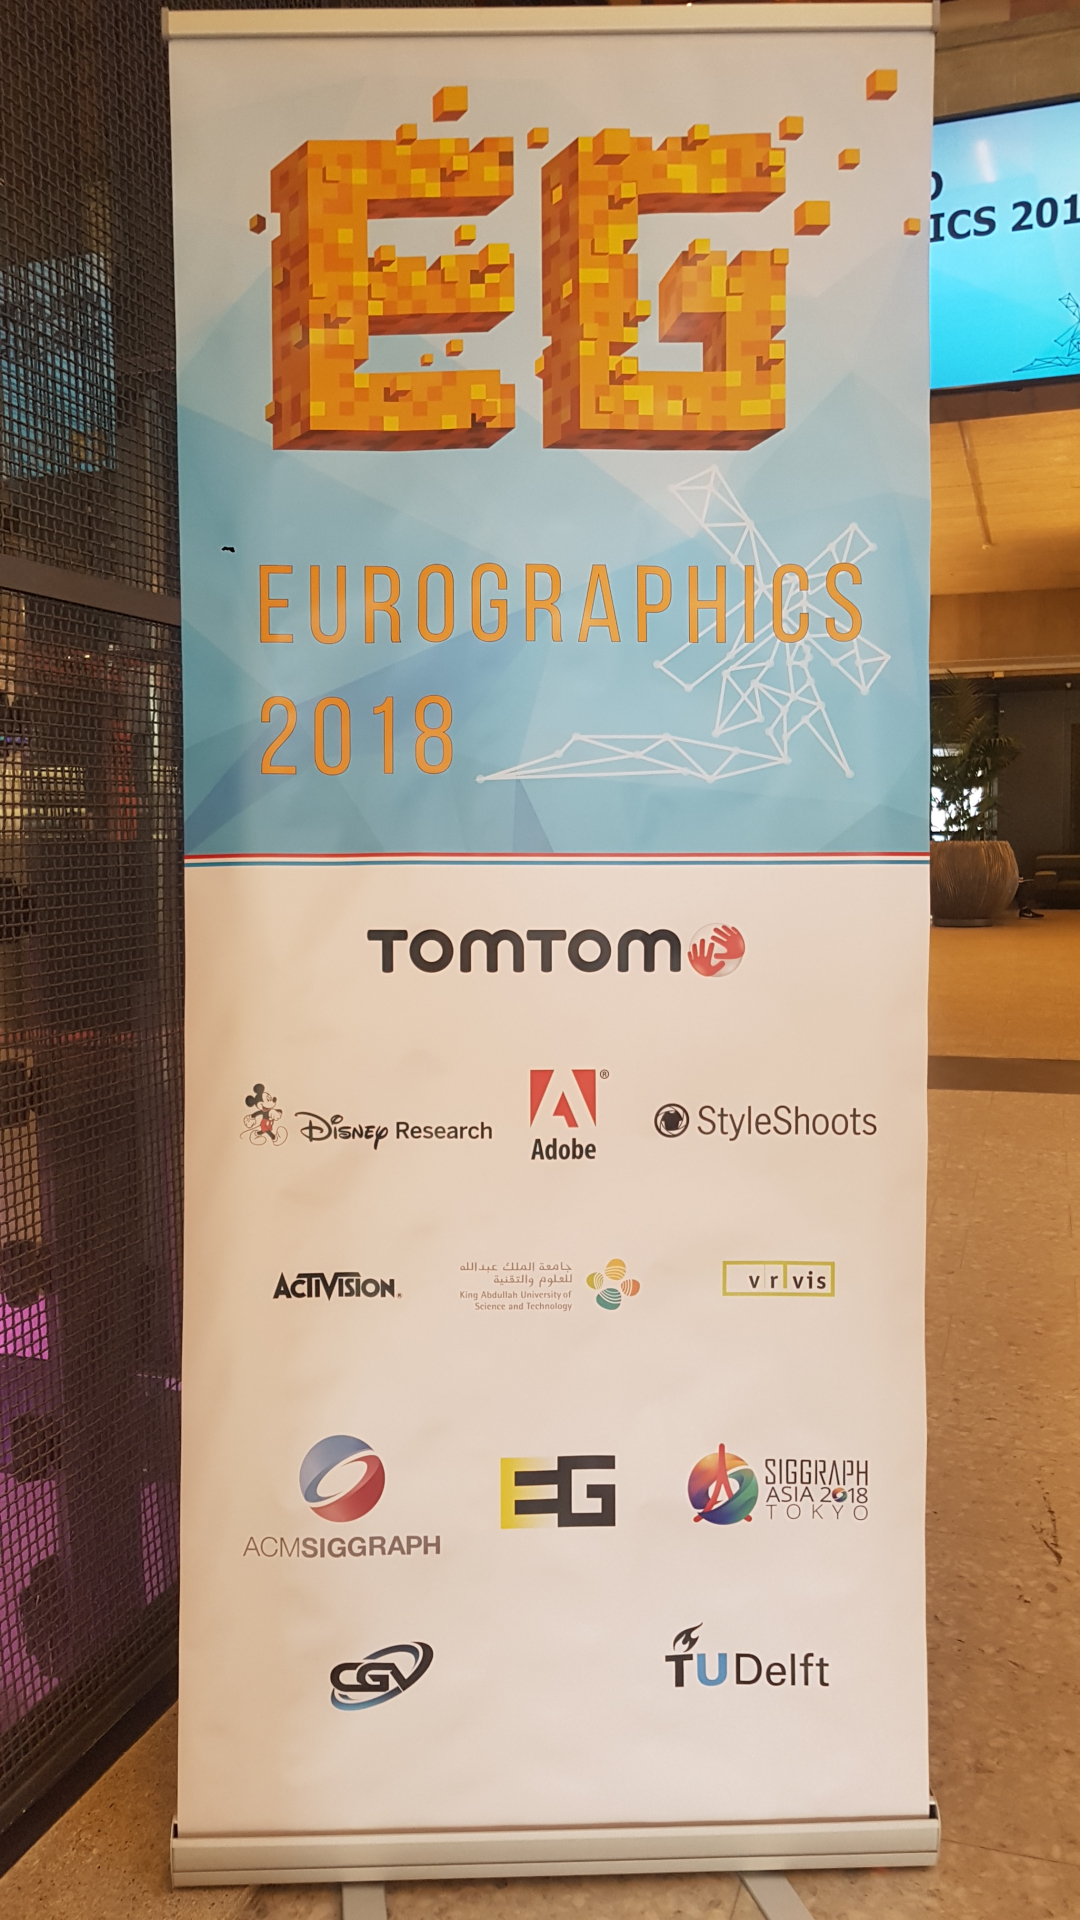 EG
ICS 201
EUROGRAPHICS
2018
TOMTOM
Disney Research
Adobe
®
StyleShoots
ACTIVISION.
جامعة الملك عبدالله
للعلوم والتقنية
King Abdullah University of
Science and Technology
vrvis
ACMSIGGRAPH
EG
SIGGRAPH
ASIA 2018
TOKYO
CGV
TUDelft